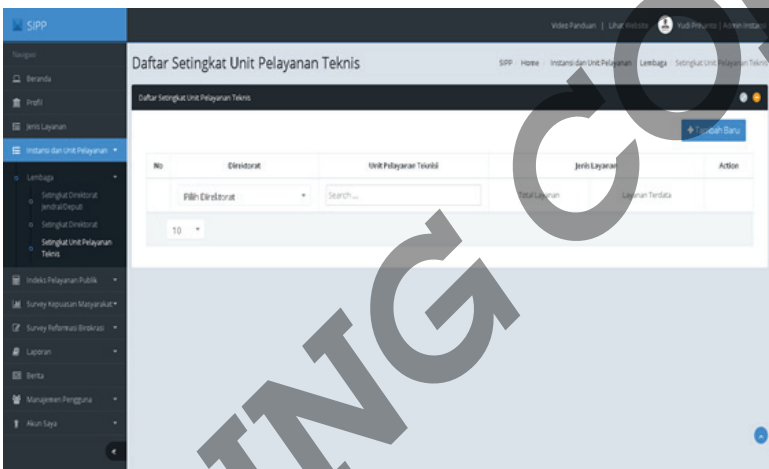 SIPP
Video Panduan | Lihat Website
Yudi Prihanto | Admin Instansi
Navigasi
Beranda
Profil
Jenis Layanan
Instansi dan Unit Pelayanan
Lembaga
Setingkat Direktorat
Jendral/Deputi
Setingkat Direktorat
Setingkat Unit Pelayanan
Teknis
Indeks Pelayanan Publik
Survey Kepuasan Masyarakat
Survey Reformasi Birokrasi
Laporan
Berita
Manajemen Pengguna
Akun Saya
Daftar Setingkat Unit Pelayanan Teknis
SIPP Home Instansi dan Unit Pelayanan Lembaga Setingkat Unit Pelayanan Teknis
Daftar Setingkat Unit Pelayanan Teknis
Tambah Baru
No Direktorat Unit Pelayanan Teknisi Jenis Layanan Action
Pilih Direktorat Search ... Total Layanan Layanan Terdata
10
ING CO